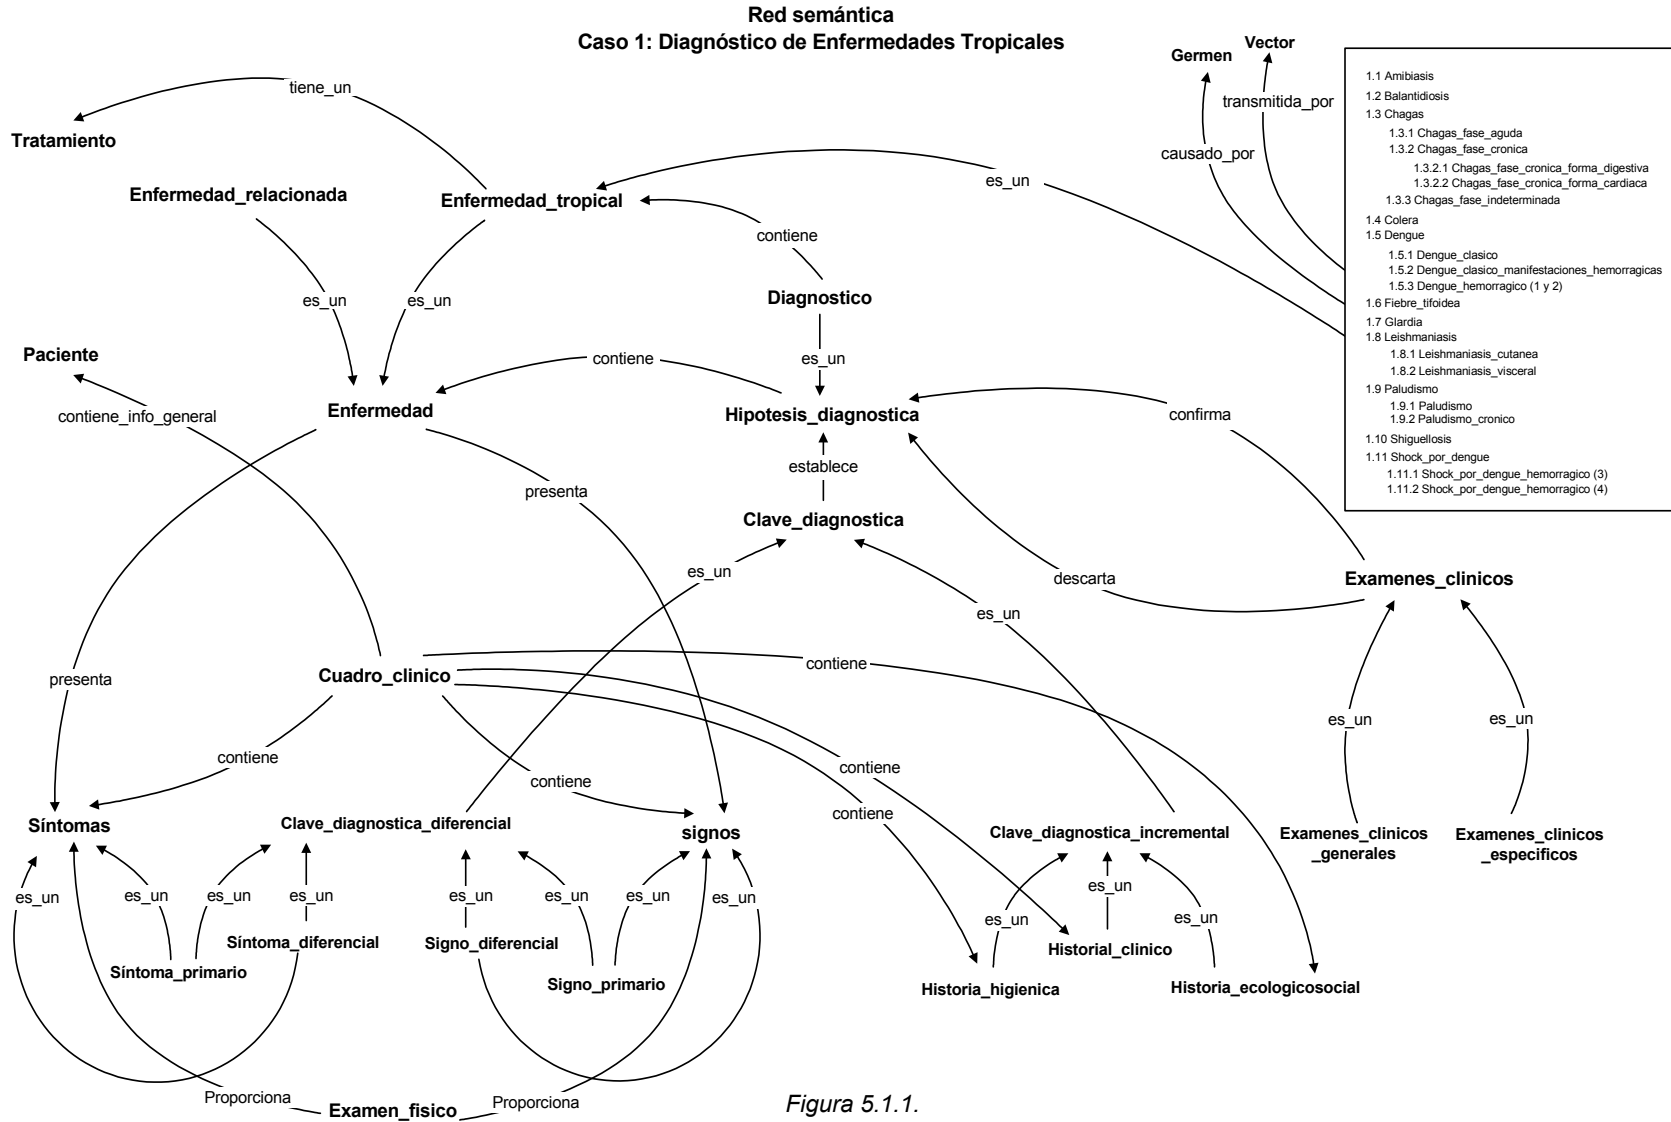 Red semántica
Caso 1: Diagnóstico de Enfermedades Tropicales
Germen
Vector
tiene_un
transmitida_por
Tratamiento
causado_por
es_un
Enfermedad_relacionada
Enfermedad_tropical
contiene
1.1 Amibiasis
1.2 Balantidiosis
1.3 Chagas
1.3.1 Chagas_fase_aguda
1.3.2 Chagas_fase_cronica
1.3.2.1 Chagas_fase_cronica_forma_digestiva
1.3.2.2 Chagas_fase_cronica_forma_cardiaca
1.3.3 Chagas_fase_indeterminada
1.4 Colera
1.5 Dengue
1.5.1 Dengue_clasico
1.5.2 Dengue_clasico_manifestaciones_hemorragicas
1.5.3 Dengue_hemorragico (1 y 2)
1.6 Fiebre_tifoidea
1.7 Glardia
1.8 Leishmaniasis
1.8.1 Leishmaniasis_cutanea
1.8.2 Leishmaniasis_visceral
1.9 Paludismo
1.9.1 Paludismo
1.9.2 Paludismo_cronico
1.10 Shiguellosis
1.11 Shock_por_dengue
1.11.1 Shock_por_dengue_hemorragico (3)
1.11.2 Shock_por_dengue_hemorragico (4)
es_un
es_un
Diagnostico
Paciente
contiene
es_un
contiene_info_general
Enfermedad
Hipotesis_diagnostica
confirma
establece
presenta
Clave_diagnostica
es_un
descarta
Examenes_clinicos
es_un
Cuadro_clinico
contiene
presenta
es_un
es_un
contiene
contiene
contiene
contiene
Síntomas
Clave_diagnostica_diferencial
signos
Clave_diagnostica_incremental
Examenes_clinicos
_generales
Examenes_clinicos
_especificos
es_un
es_un
es_un
es_un
es_un
es_un
es_un
es_un
es_un
es_un
es_un
Síntoma_diferencial
Signo_diferencial
Historial_clinico
Síntoma_primario
Signo_primario
Historia_higienica
Historia_ecologicosocial
Proporciona
Examen_fisico
Proporciona
Figura 5.1.1.